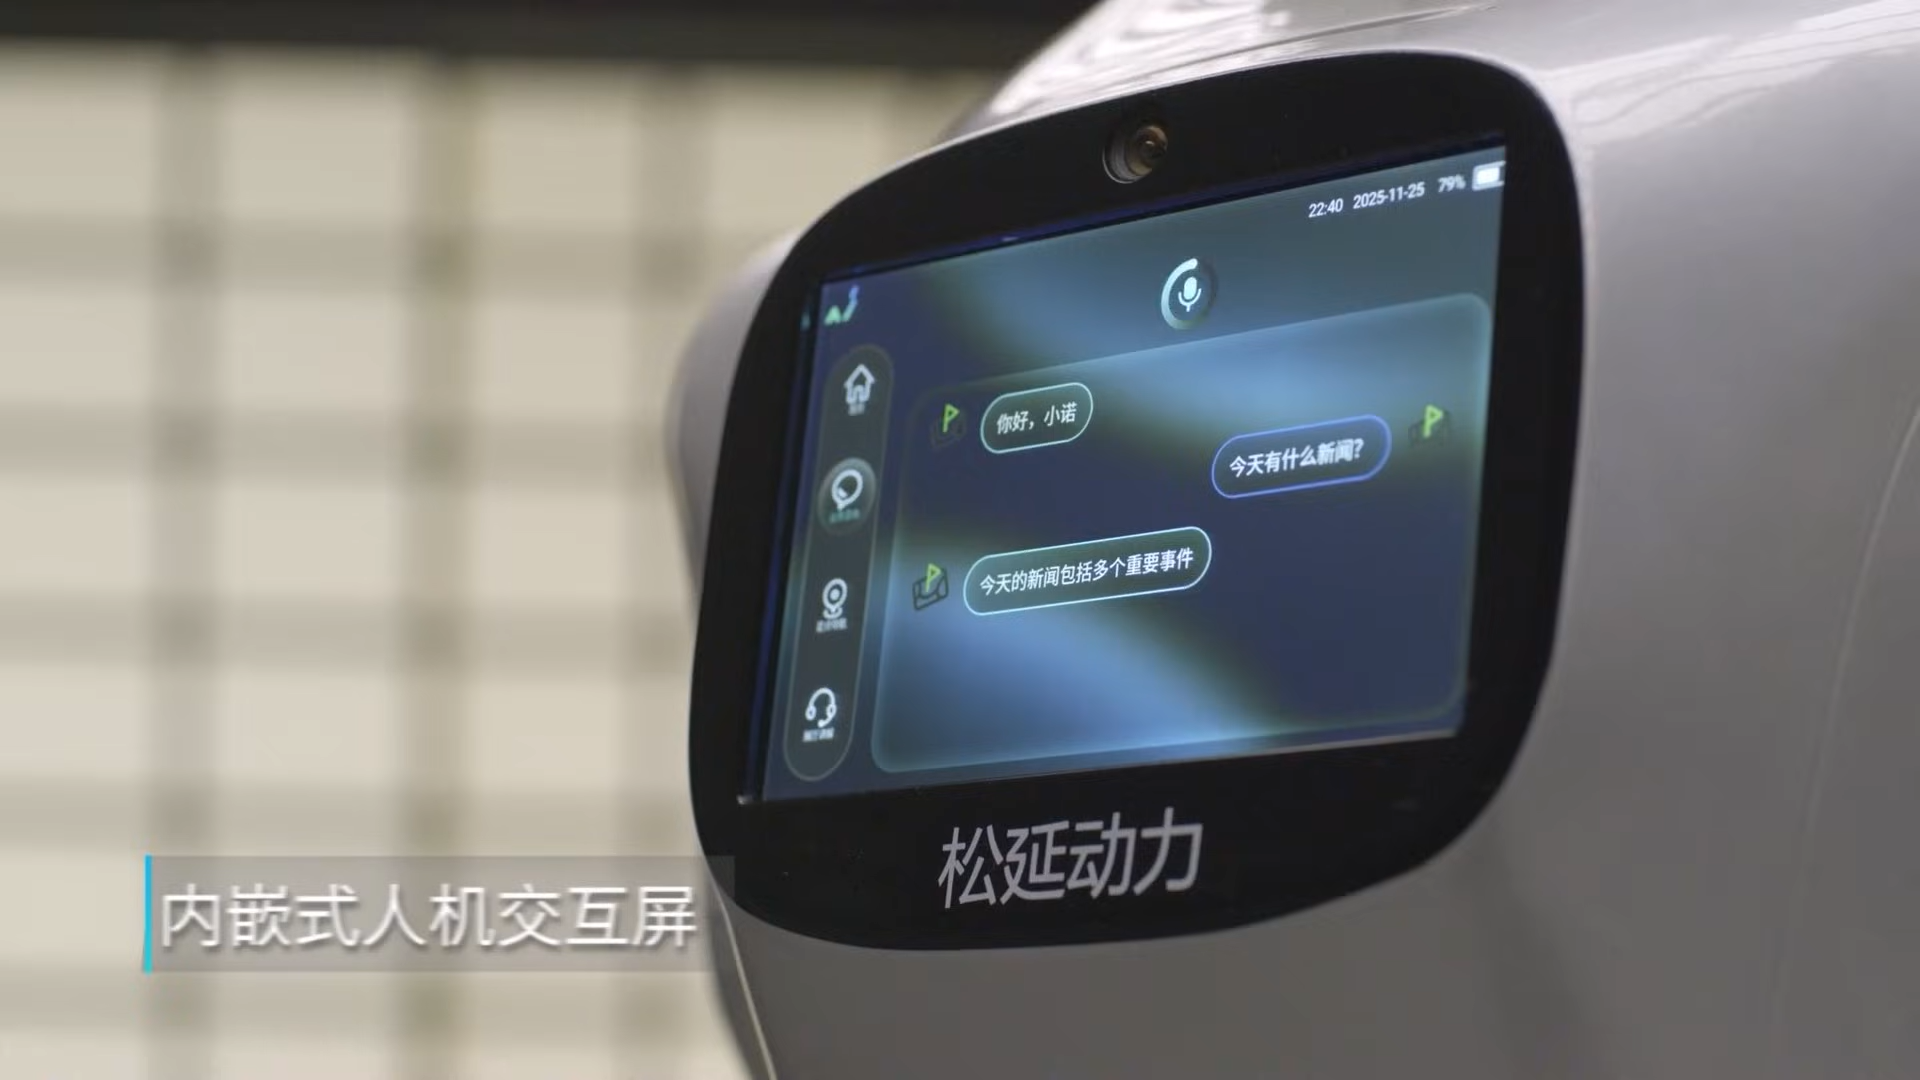 22:40 2025-11-25 79%
你好，小诺
今天有什么新闻？
今天的新闻包括多个重要事件
松延动力
内嵌式人机交互屏